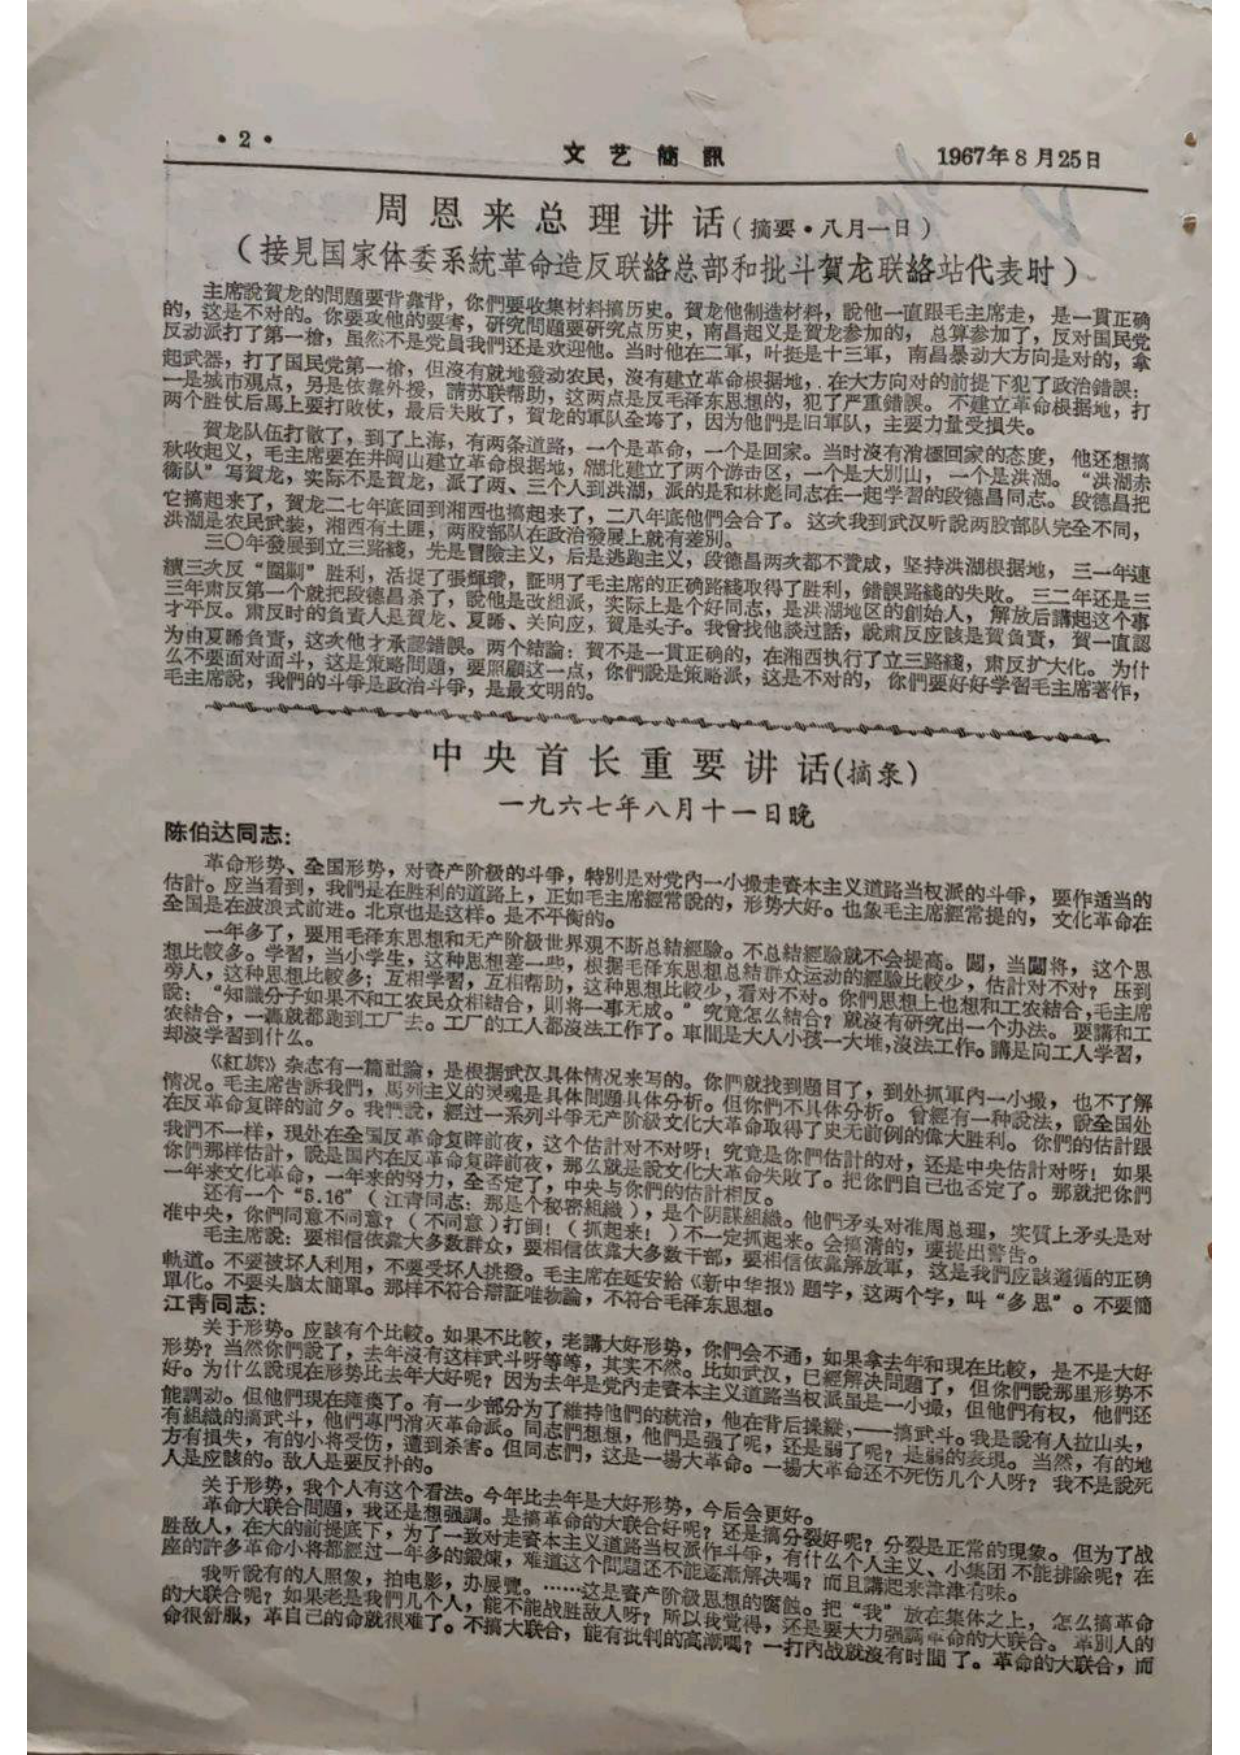 • 2 •
文艺簡訊
1967年8月25日
周恩来总理讲话(摘要•八月一日)
(接見国家体委系統革命造反联絡总部和批斗賀龙联絡站代表时)
主席說賀龙的問題要背靠背，你們要收集材料搞历史。賀龙他制造材料，說他一直跟毛主席走，是一貫正确
的，这是不对的。你要攻他的要害，研究問題要研究点历史，南昌起义是賀龙参加的，总算参加了，反对国民党
反动派打了第一槍，虽然不是党員我們还是欢迎他。当时他在二軍，叶挺是十三軍，南昌暴动大方向是对的，拿
起武器，打了国民党第一槍，但沒有就地發动农民，沒有建立革命根据地，在大方向对的前提下犯了政治錯誤：
一是城市观点，另是依靠外援，請苏联帮助，这两点是反毛泽东思想的，犯了严重錯誤。不建立革命根据地，打
两个胜仗后馬上要打败仗，最后失敗了，賀龙的軍队全垮了，因为他們是旧軍队，主要力量受損失。
賀龙队伍打散了，到了上海，有两条道路，一个是革命，一个是回家。当时沒有消極回家的态度，他还想搞
秋收起义，毛主席要在井岡山建立革命根据地，湖北建立了两个游击区，一个是大别山，一个是洪湖。“洪湖赤
衛队”写賀龙，实际不是賀龙，派了两、三个人到洪湖，派的是和林彪同志在一起学習的段德昌同志。段德昌把
它搞起来了，賀龙二七年底回到湘西也搞起来了，二八年底他們会合了。这次我到武汉听說两股部队完全不同，
洪湖是农民武装，湘西有土匪，两股部队在政治發展上就有差別。
三〇年發展到立三路綫，先是冒險主义，后是逃跑主义，段德昌两次都不贊成，坚持洪湖根据地，三一年連
續三次反“圍剿”胜利，活捉了張輝瓚，証明了毛主席的正确路綫取得了胜利，錯誤路綫的失敗。三二年还是三
三年肃反第一个就把段德昌杀了，說他是改組派，实际上是个好同志，是洪湖地区的創始人，解放后講起这个事
才平反。肃反时的負責人是賀龙、夏曦、关向应，賀是头子。我曾找他談过話，說肃反应該是賀負責，賀一直認
为由夏曦負責，这次他才承認錯誤。两个結論：賀不是一貫正确的，在湘西执行了立三路綫，肃反扩大化。为什
么不要面对面斗，这是策略問題，要照顧这一点，你們說是策略派，这是不对的，你們要好好学習毛主席著作，
毛主席說，我們的斗爭是政治斗爭，是最文明的。
中央首长重要讲话(摘条)
一九六七年八月十一日晚
陈伯达同志：
革命形势、全国形势，对资产阶级的斗爭，特別是对党內一小撮走資本主义道路当权派的斗爭，要作适当的
估計。应当看到，我們是在胜利的道路上，正如毛主席經常說的，形势大好。也象毛主席經常提的，文化革命在
全国是在波浪式前进。北京也是这样。是不平衡的。
一年多了，要用毛泽东思想和无产阶級世界观不断总結經驗。不总結經驗就不会提高。闖，当闖将，这个思
想比較多。学習，当小学生，这种思想差一些，根据毛泽东思想总結群众运动的經驗比較少，估計对不对？压到
旁人，这种思想比較多；互相学習，互相帮助，这种思想比較少，看对不对。你們思想上也想和工农結合，毛主席
說：“知識分子如果不和工农民众相結合，則将一事无成。”究竟怎么結合？就沒有研究出一个办法。要講和工
农結合，一轟就都跑到工厂去。工厂的工人都沒法工作了。車間是大人小孩一大堆，沒法工作。講是向工人学習，
却沒学習到什么。
《紅旗》杂志有一篇社論，是根据武汉具体情况来写的。你們就找到題目了，到处抓軍內一小撮，也不了解
情况。毛主席告訴我們，馬列主义的灵魂是具体問題具体分析。但你們不具体分析。曾經有一种說法，說全国处
在反革命复辟的前夕。我們說，經过一系列斗爭无产阶級文化大革命取得了史无前例的偉大胜利。你們的估計跟
我們不一样，現处在全国反革命复辟前夜，这个估計对不对呀！究竟是你們估計的对，还是中央估計对呀！如果
你們那样估計，說是国內在反革命复辟前夜，那么就是說文化大革命失敗了。把你們自己也否定了。那就把你們
一年来文化革命，一年来的努力，全否定了，中央与你們的估計相反。
还有一个“5.16”（江青同志：那是个秘密組織），是个阴謀組織。他們矛头对准周总理，实質上矛头是对
准中央，你們同意不同意？（不同意）打倒！（抓起来！）不一定抓起来。会搞清的，要提出警告。
毛主席說：要相信依靠大多数群众，要相信依靠大多数干部，要相信依靠解放軍，这是我們应該遵循的正确
軌道。不要被坏人利用，不要受坏人挑撥。毛主席在延安給《新中华报》題字，这两个字，叫“多思”。不要簡
單化。不要头脑太簡單。那样不符合辯証唯物論，不符合毛泽东思想。
江青同志：
关于形势。应該有个比較。如果不比較，老講大好形势，你們会不通，如果拿去年和現在比較，是不是大好
形势？当然你們說了，去年沒有这样武斗呀等等，其实不然。比如武汉，已經解决問題了，但你們說那里形势不
好。为什么說現在形势比去年大好呢？因为去年是党內走資本主义道路当权派虽是一小撮，但他們有权，他們还
能調动。但他們現在瘫瘓了。有一少部分为了維持他們的統治，他在背后操縱，——搞武斗。我是說有人拉山头，
有組織的搞武斗，他們專門消灭革命派。同志們想想，他們是强了呢，还是弱了呢？是弱的表現。当然，有的地
方有損失，有的小将受伤，遭到杀害。但同志們，这是一場大革命。一場大革命还不死伤几个人呀？我不是說死
人是应該的。敌人是要反扑的。
关于形势，我个人有这个看法。今年比去年是大好形势，今后会更好。
革命大联合問題，我还是想强調。是搞革命的大联合好呢？还是搞分裂好呢？分裂是正常的現象。但为了战
胜敌人，在大的前提底下，为了一致对走資本主义道路当权派作斗爭，有什么个人主义、小集团不能排除呢？在
座的許多革命小将都經过一年多的鍛炼，难道这个問題还不能逐漸解决嗎？而且講起来津津有味。
我听說有的人照象，拍电影，办展覽。……这是資产阶級思想的腐蝕。把“我”放在集体之上，怎么搞革命
的大联合呢？如果老是我們几个人，能不能战胜敌人呀？所以我觉得，还是要大力强調革命的大联合。革別人的
命很舒服，革自己的命就很难了。不搞大联合，能有批判的高潮嗎？一打內战就沒有时間了。革命的大联合，而